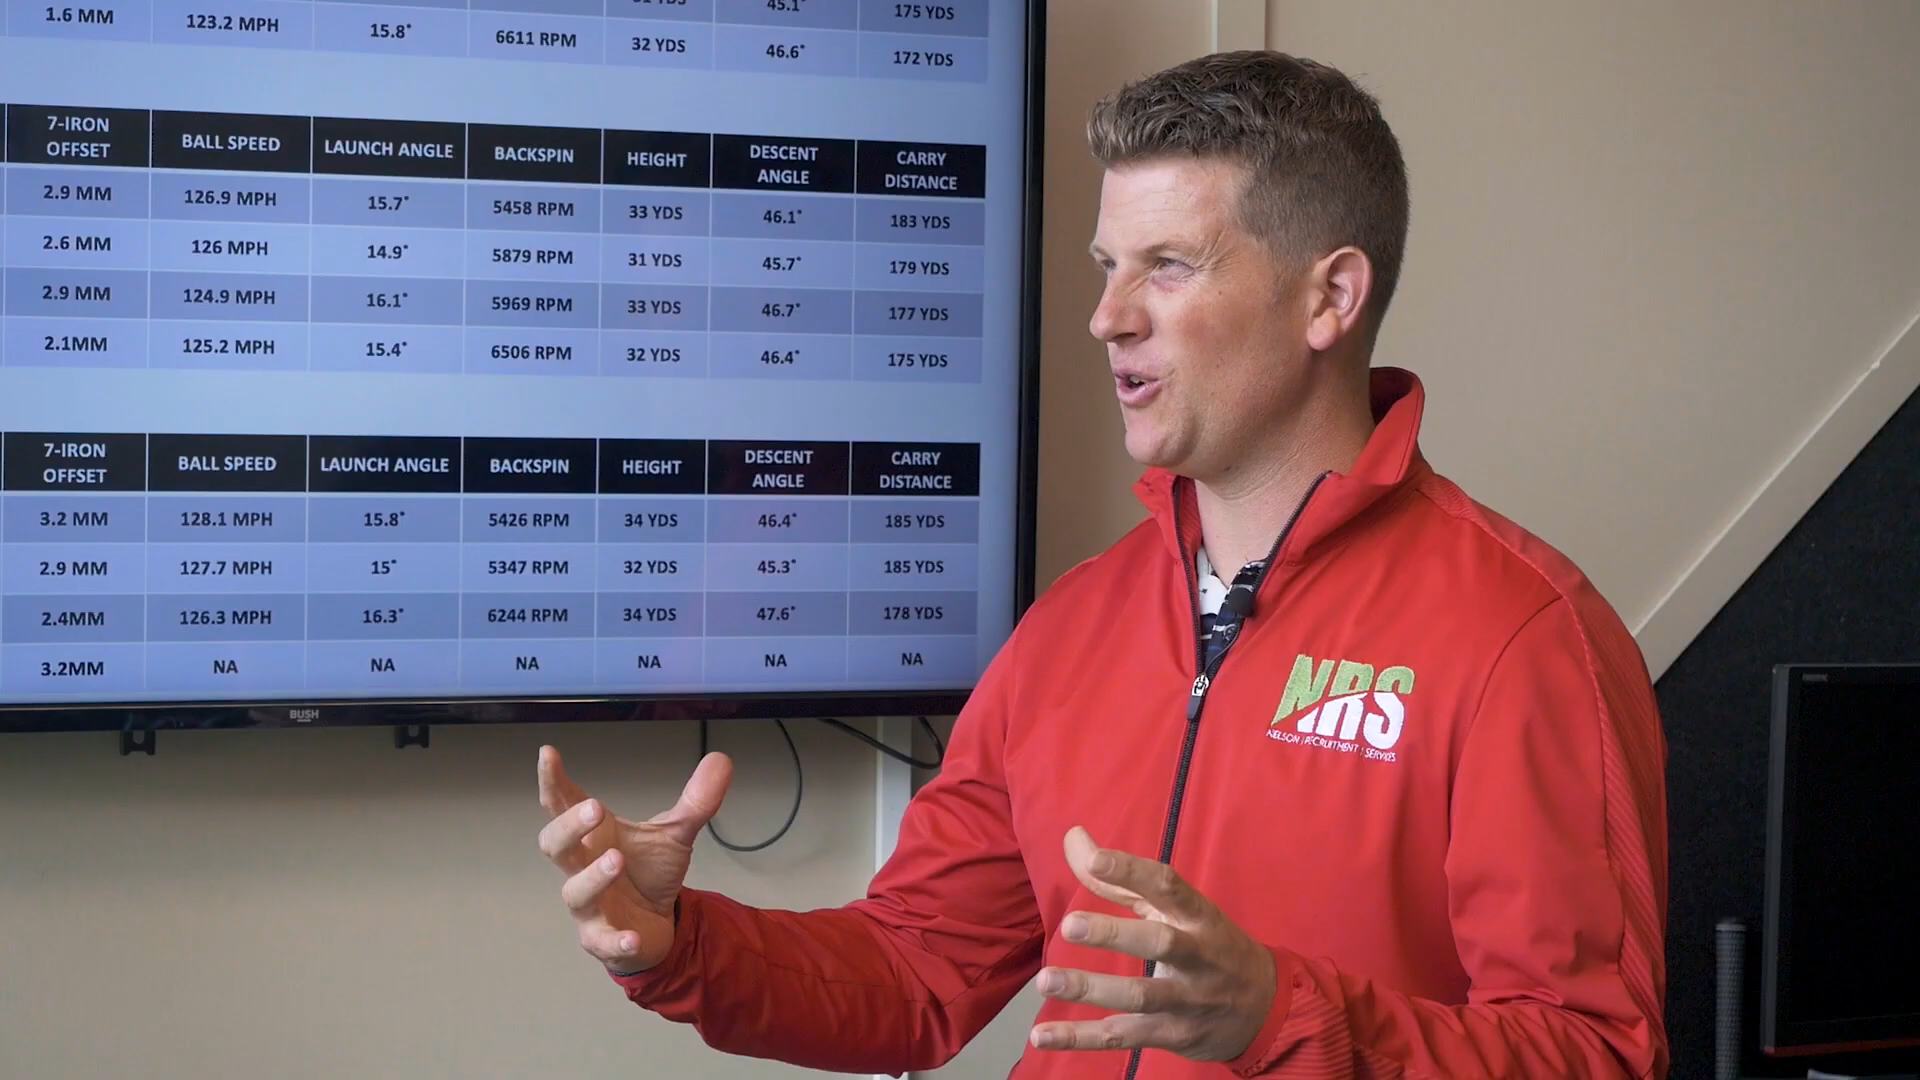 45.1° 175 YDS
1.6 MM 123.2 MPH 15.8° 6611 RPM 32 YDS 46.6° 172 YDS
7-IRON OFFSET BALL SPEED LAUNCH ANGLE BACKSPIN HEIGHT DESCENT ANGLE CARRY DISTANCE
2.9 MM 126.9 MPH 15.7° 5458 RPM 33 YDS 46.1° 183 YDS
2.6 MM 126 MPH 14.9° 5879 RPM 31 YDS 45.7° 179 YDS
2.9 MM 124.9 MPH 16.1° 5969 RPM 33 YDS 46.7° 177 YDS
2.1MM 125.2 MPH 15.4° 6506 RPM 32 YDS 46.4° 175 YDS
7-IRON OFFSET BALL SPEED LAUNCH ANGLE BACKSPIN HEIGHT DESCENT ANGLE CARRY DISTANCE
3.2 MM 128.1 MPH 15.8° 5426 RPM 34 YDS 46.4° 185 YDS
2.9 MM 127.7 MPH 15° 5347 RPM 32 YDS 45.3° 185 YDS
2.4MM 126.3 MPH 16.3° 6244 RPM 34 YDS 47.6° 178 YDS
3.2MM NA NA NA NA NA NA
BUSH
NRS
NELSON | RECRUITMENT | SERVICES